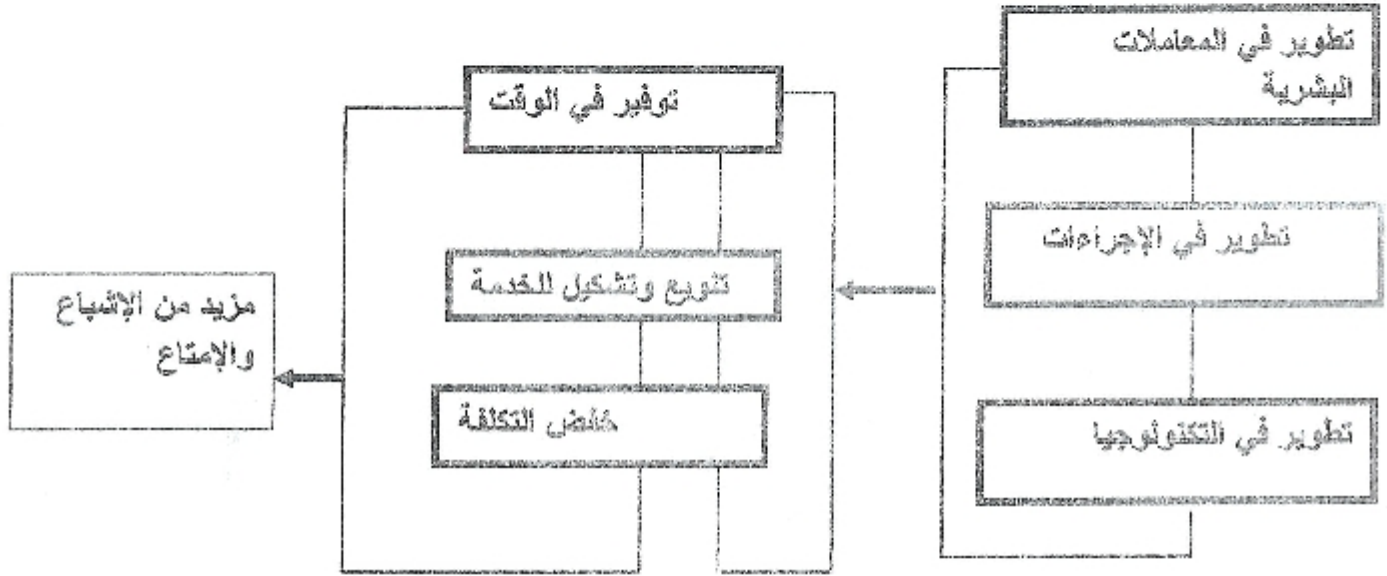 تطوير في المعاملات
البشرية
تطوير في الإجراءات
تطوير في التكنولوجيا
توفير في الوقت
تنويع وتشكيل للخدمة
خفض التكلفة
مزيد من الإشباع
والإمتاع